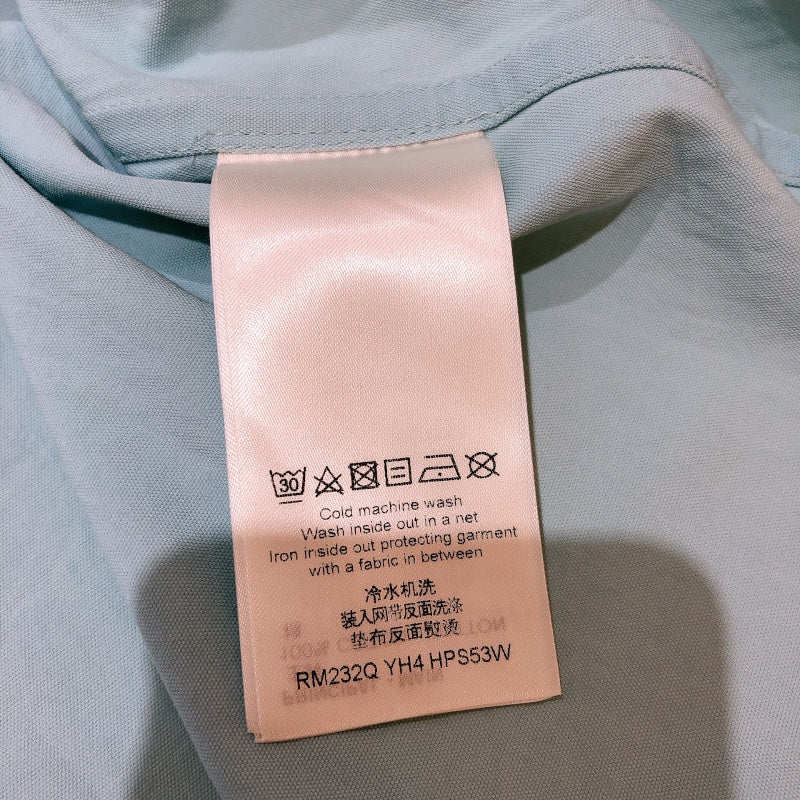 30
Cold machine wash
Wash inside out in a net
Iron inside out protecting garment
with a fabric in between
冷水机洗
装入网带反面洗涤
垫布反面熨烫
RM232Q YH4 HPS53W